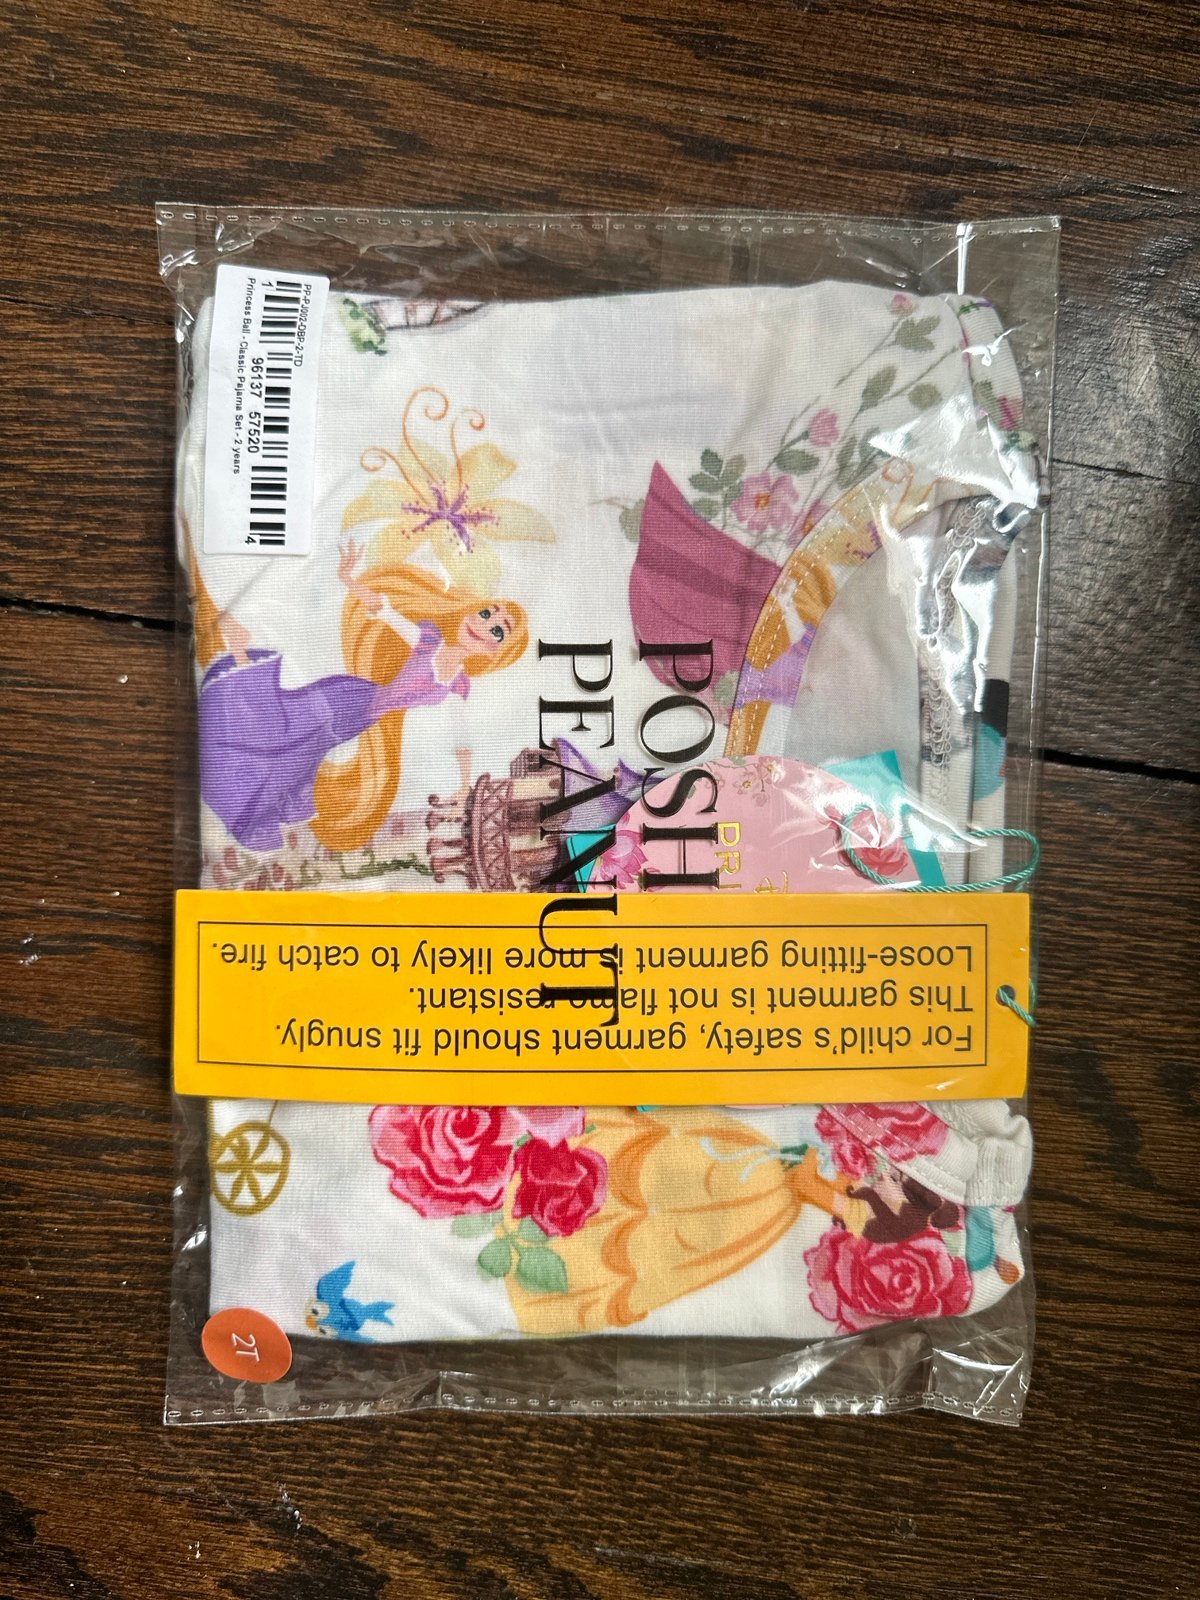 PP-PJ002-DBP-2-TD
1 96137 57520 4
Princess Ball - Classic Pajama Set - 2 years
POSH
PEANUT
For child's safety, garment should fit snugly.
This garment is not flame resistant.
Loose-fitting garment is more likely to catch fire.
2T